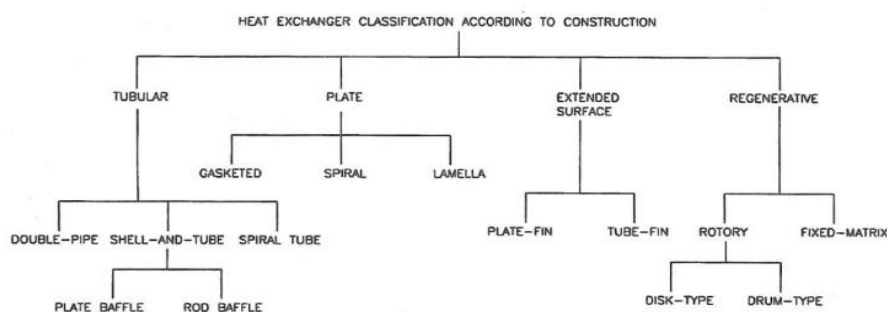 HEAT EXCHANGER CLASSIFICATION ACCORDING TO CONSTRUCTION
TUBULAR
PLATE
EXTENDED
SURFACE
REGENERATIVE
GASKETED
SPIRAL
LAMELLA
DOUBLE-PIPE
SHELL-AND-TUBE
SPIRAL TUBE
PLATE-FIN
TUBE-FIN
ROTORY
FIXED-MATRIX
PLATE BAFFLE
ROD BAFFLE
DISK-TYPE
DRUM-TYPE